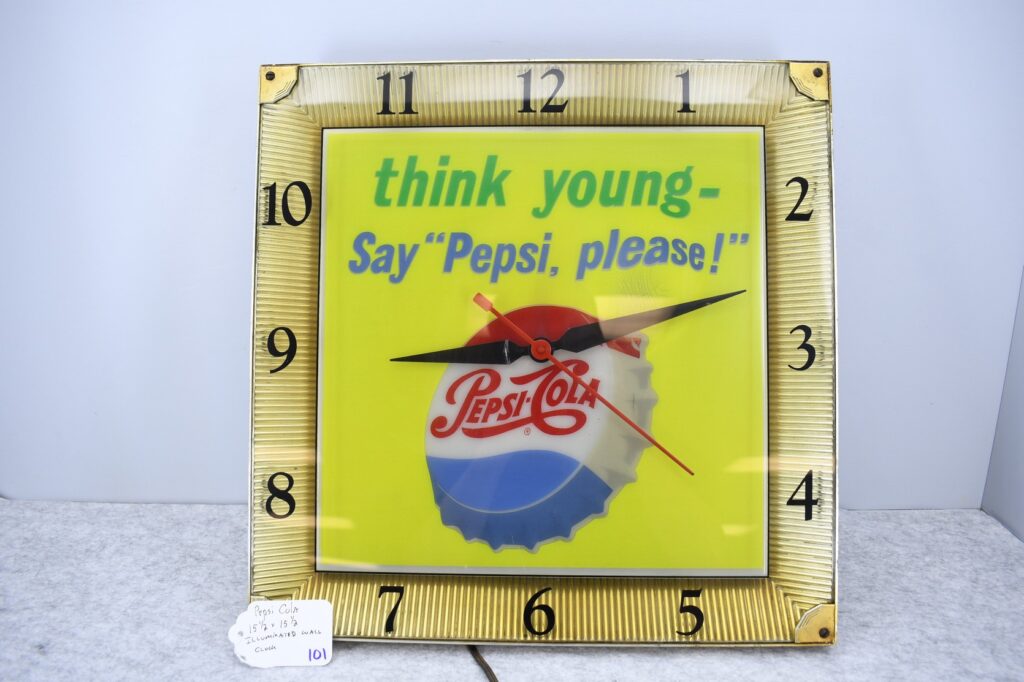 11 12 1
10 2
9 3
8 4
7 6 5
think young-
Say "Pepsi, please!"
PEPSI-COLA
®
Pepsi Cola
15 1/2 x 15 1/2
ILLUMINATED WALL
CLOCK
101